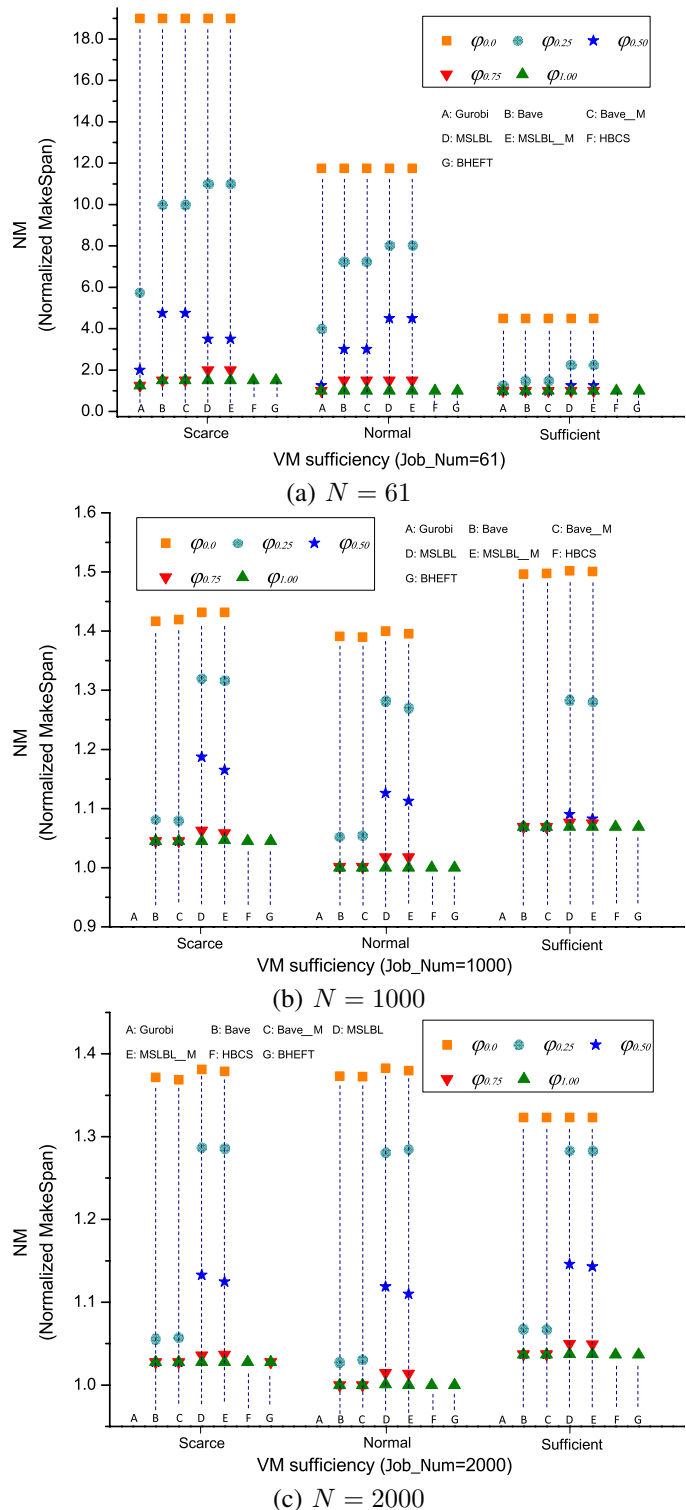 18.0
16.0
14.0
12.0
10.0
8.0
6.0
4.0
2.0
0.0
NM
(Normalized MakeSpan)
φ0.0 φ0.25 φ0.50
φ0.75 φ1.00
A: Gurobi B: Bave C: Bave__M
D: MSLBL E: MSLBL__M F: HBCS
G: BHEFT
A B C D E F G A B C D E F G A B C D E F G
Scarce Normal Sufficient
VM sufficiency (Job_Num=61)
(a) N = 61
1.6
1.5
1.4
1.3
1.2
1.1
1.0
0.9
NM
(Normalized MakeSpan)
φ0.0 φ0.25 φ0.50
φ0.75 φ1.00
A: Gurobi B: Bave C: Bave__M
D: MSLBL E: MSLBL__M F: HBCS
G: BHEFT
A B C D E F G A B C D E F G A B C D E F G
Scarce Normal Sufficient
VM sufficiency (Job_Num=1000)
(b) N = 1000
1.4
1.3
1.2
1.1
1.0
NM
(Normalized MakeSpan)
A: Gurobi B: Bave C: Bave__M D: MSLBL
E: MSLBL__M F: HBCS G: BHEFT
φ0.0 φ0.25 φ0.50
φ0.75 φ1.00
A B C D E F G A B C D E F G A B C D E F G
Scarce Normal Sufficient
VM sufficiency (Job_Num=2000)
(c) N = 2000